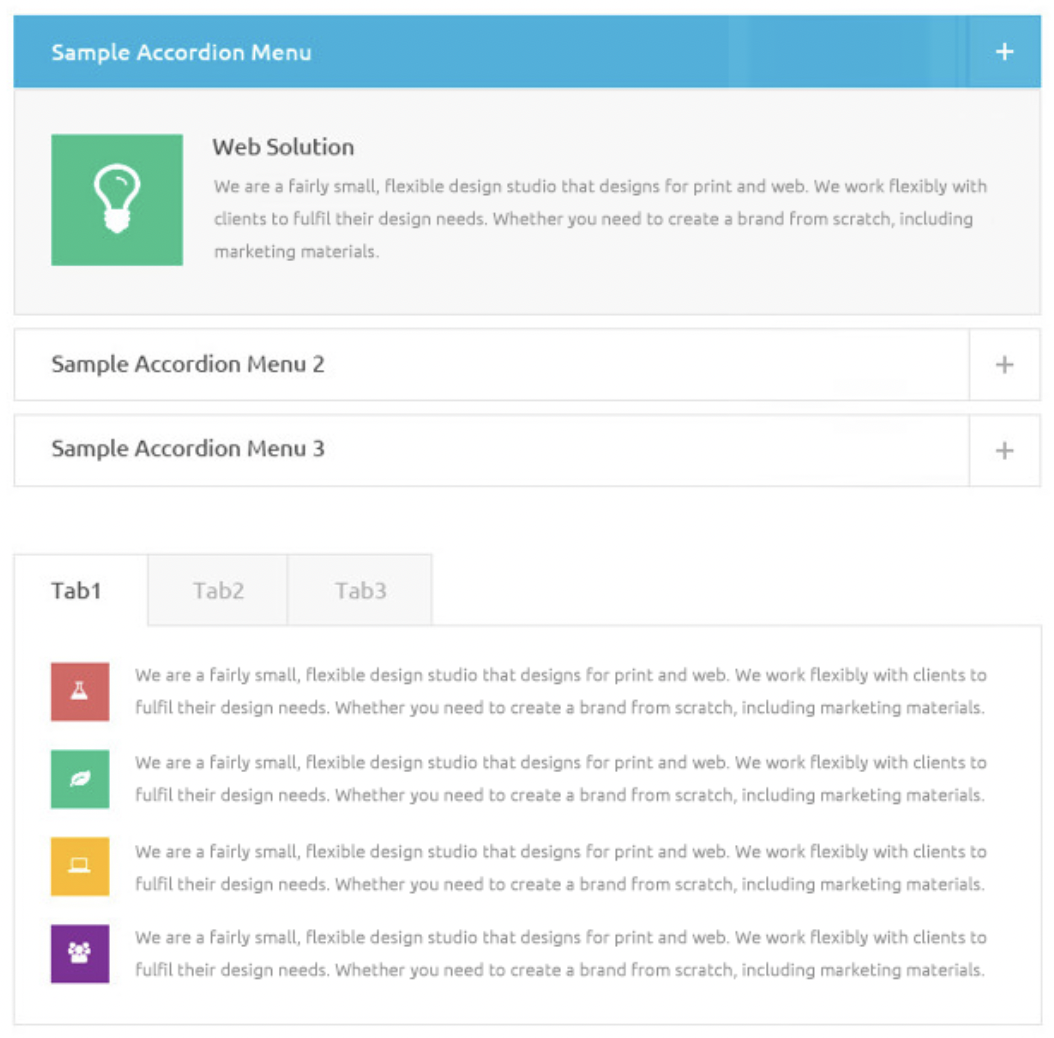 Sample Accordion Menu
+
Web Solution
We are a fairly small, flexible design studio that designs for print and web. We work flexibly with
clients to fulfil their design needs. Whether you need to create a brand from scratch, including
marketing materials.
Sample Accordion Menu 2
+
Sample Accordion Menu 3
+
Tab1 Tab2 Tab3
We are a fairly small, flexible design studio that designs for print and web. We work flexibly with clients to
fulfil their design needs. Whether you need to create a brand from scratch, including marketing materials.
We are a fairly small, flexible design studio that designs for print and web. We work flexibly with clients to
fulfil their design needs. Whether you need to create a brand from scratch, including marketing materials.
We are a fairly small, flexible design studio that designs for print and web. We work flexibly with clients to
fulfil their design needs. Whether you need to create a brand from scratch, including marketing materials.
We are a fairly small, flexible design studio that designs for print and web. We work flexibly with clients to
fulfil their design needs. Whether you need to create a brand from scratch, including marketing materials.